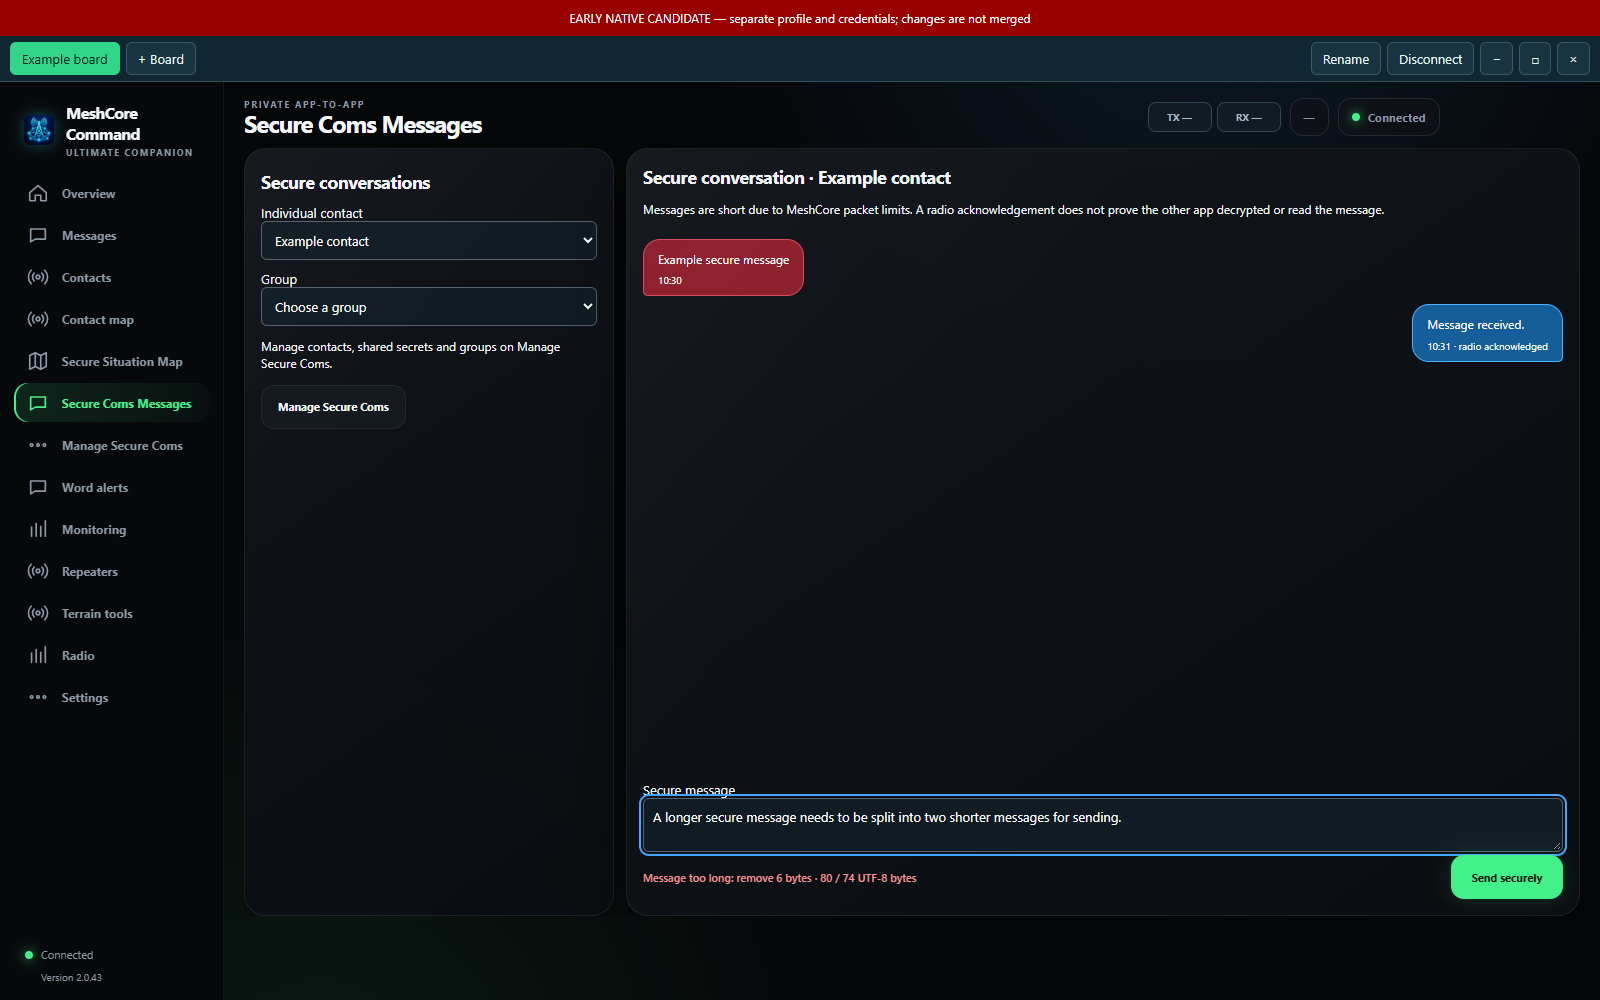 EARLY NATIVE CANDIDATE — separate profile and credentials; changes are not merged
Example board
+ Board
Rename
Disconnect
MeshCore
Command
ULTIMATE COMPANION
Overview
Messages
Contacts
Contact map
Secure Situation Map
Secure Coms Messages
Manage Secure Coms
Word alerts
Monitoring
Repeaters
Terrain tools
Radio
Settings
Connected
Version 2.0.43
PRIVATE APP-TO-APP
Secure Coms Messages
TX —
RX —
—
Connected
Secure conversations
Individual contact
Example contact
Group
Choose a group
Manage contacts, shared secrets and groups on Manage
Secure Coms.
Manage Secure Coms
Secure conversation · Example contact
Messages are short due to MeshCore packet limits. A radio acknowledgement does not prove the other app decrypted or read the message.
Example secure message
10:30
Message received.
10:31 · radio acknowledged
Secure message
A longer secure message needs to be split into two shorter messages for sending.
Message too long: remove 6 bytes · 80 / 74 UTF-8 bytes
Send securely